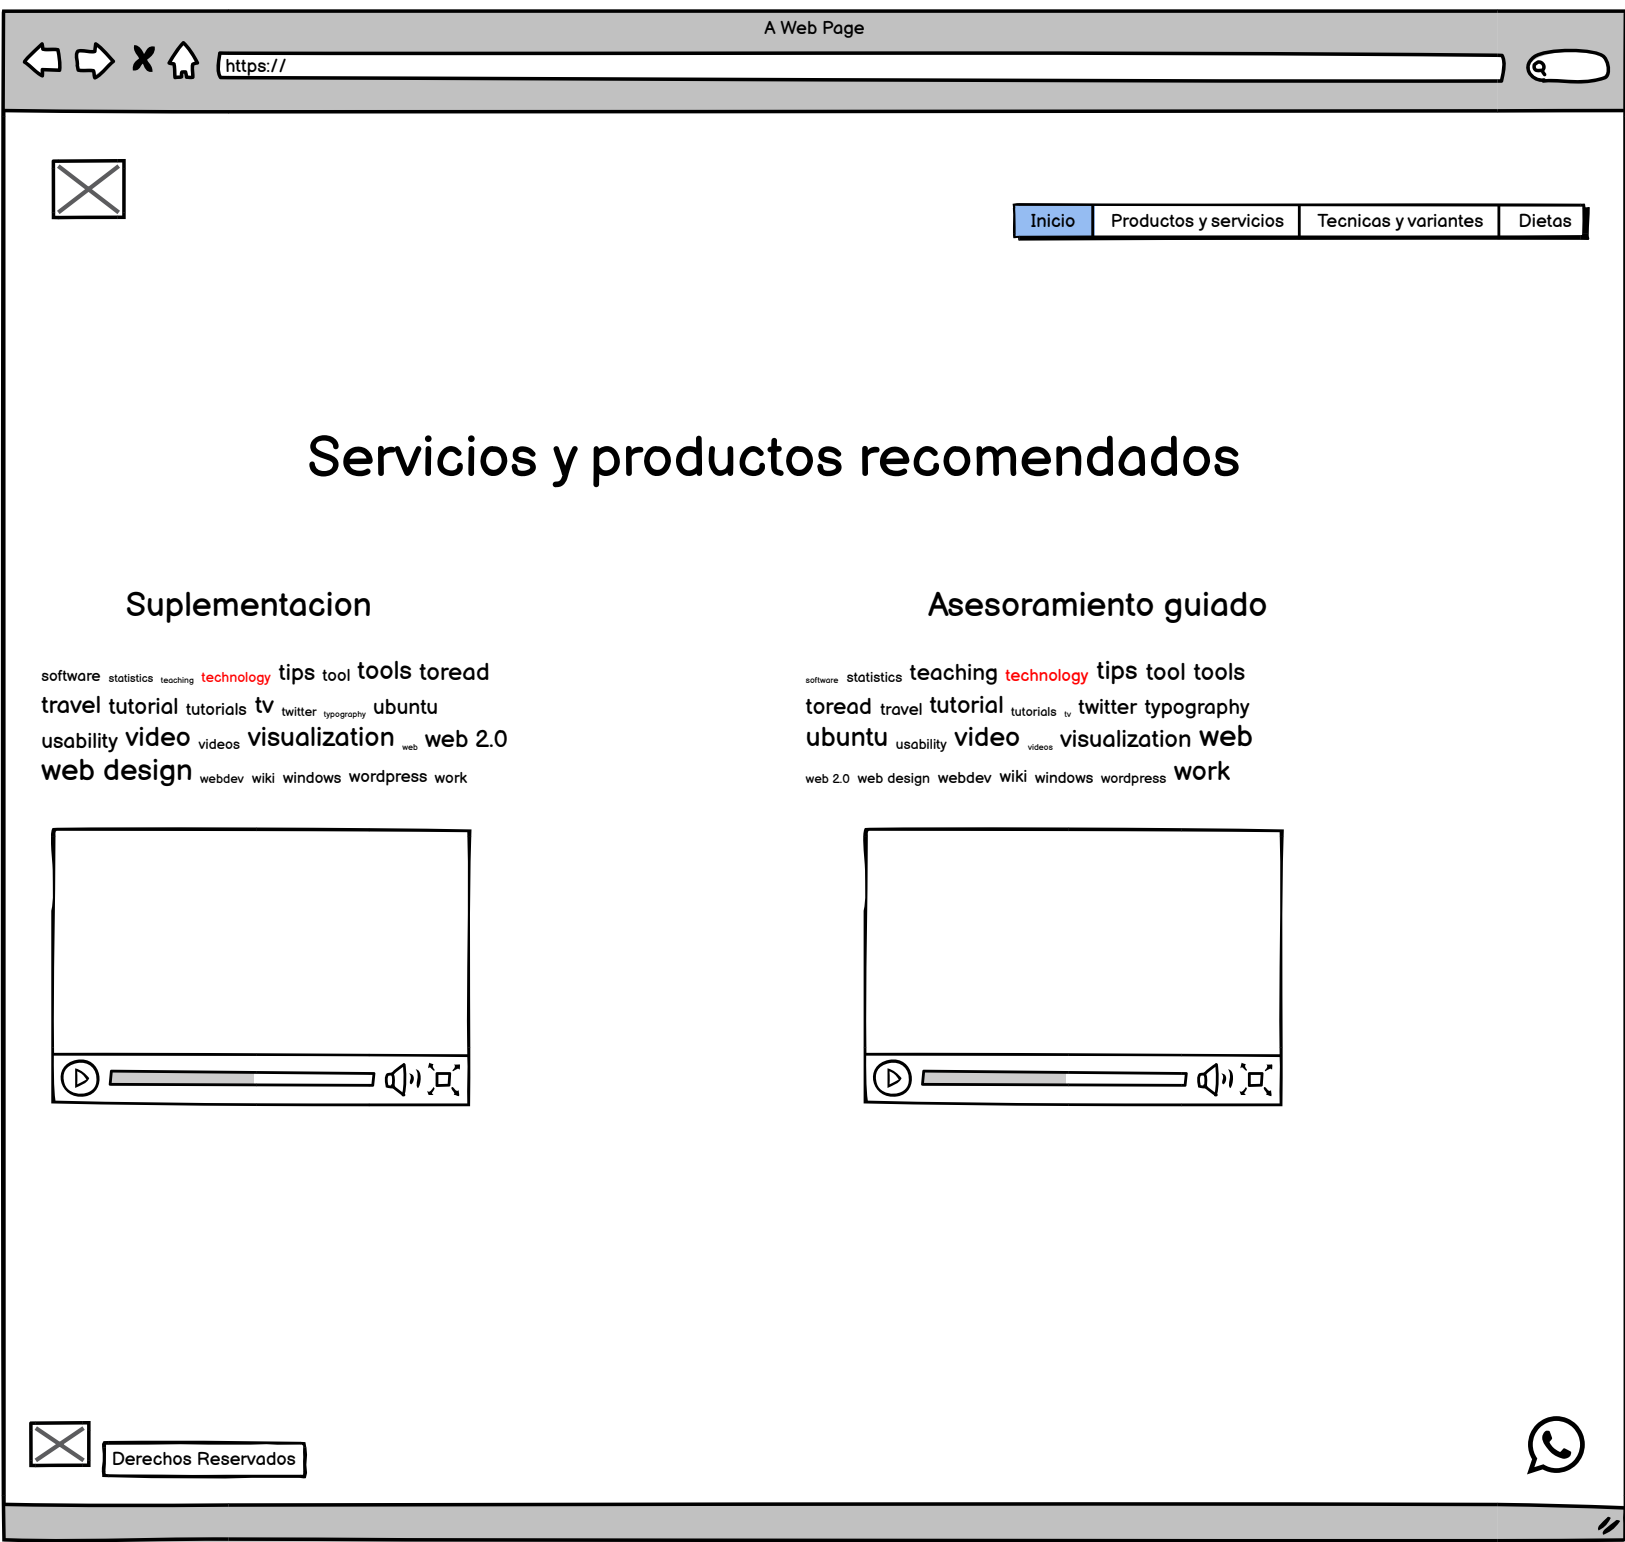 A Web Page
https://
Inicio Productos y servicios Tecnicas y variantes Dietas
Servicios y productos recomendados
Suplementacion
software statistics teaching technology tips tool tools toread
travel tutorial tutorials tv twitter typography ubuntu
usability video videos visualization web web 2.0
web design webdev wiki windows wordpress work
Asesoramiento guiado
software statistics teaching technology tips tool tools
toread travel tutorial tutorials tv twitter typography
ubuntu usability video videos visualization web
web 2.0 web design webdev wiki windows wordpress work
Derechos Reservados